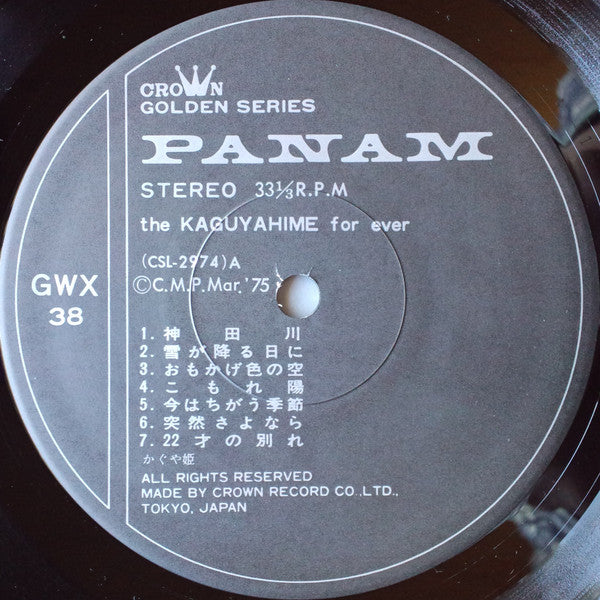 CROWN
GOLDEN SERIES
PANAM
STEREO 33⅓R.P.M
the KAGUYAHIME for ever
(CSL-2974)A
©C.M.P.Mar.'75
GWX
38
1. 神田川
2. 雪が降る日に
3. おもかげ色の空
4. こもれ陽
5. 今はちがう季節
6. 突然さよなら
7. 22才の別れ
かぐや姫
ALL RIGHTS RESERVED
MADE BY CROWN RECORD CO.,LTD.,
TOKYO, JAPAN